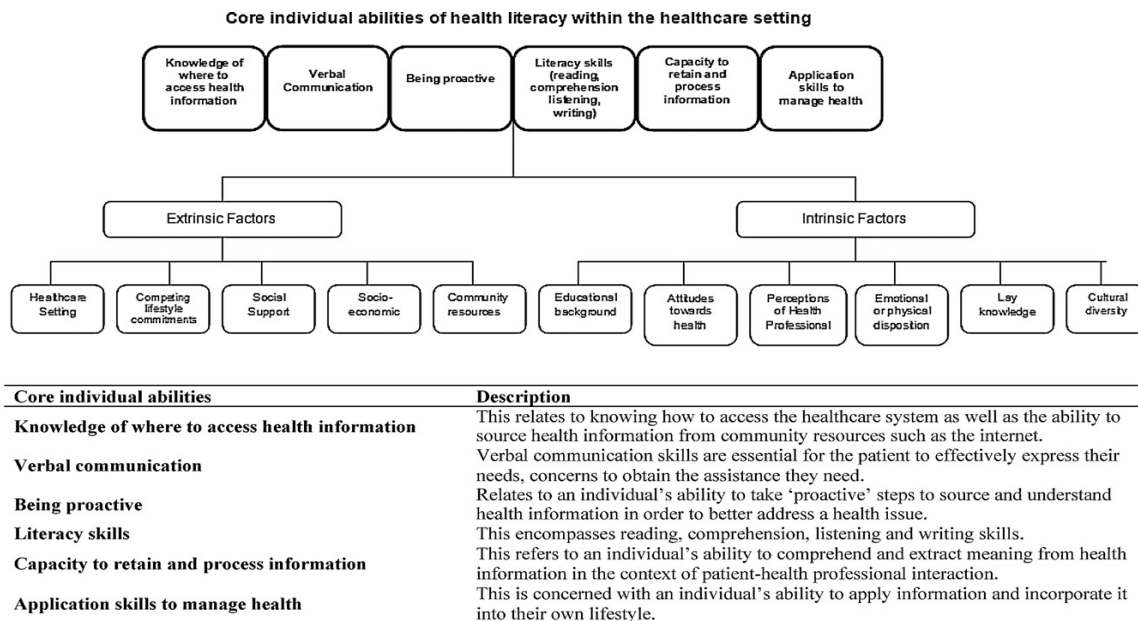 Core individual abilities of health literacy within the healthcare setting
Knowledge of
where to
access health
information
Verbal
Communication
Being proactive
Literacy skills
(reading,
comprehension
listening,
writing)
Capacity to
retain and
process
information
Application
skills to
manage health
Extrinsic Factors
Intrinsic Factors
Healthcare
Setting
Competing
lifestyle
commitments
Social
Support
Socio-
economic
Community
resources
Educational
background
Attitudes
towards
health
Perceptions
of Health
Professional
Emotional
or physical
disposition
Lay
knowledge
Cultural
diversity
Core individual abilities Description
Knowledge of where to access health information This relates to knowing how to access the healthcare system as well as the ability to
source health information from community resources such as the internet.
Verbal communication Verbal communication skills are essential for the patient to effectively express their
needs, concerns to obtain the assistance they need.
Being proactive Relates to an individual’s ability to take ‘proactive’ steps to source and understand
health information in order to better address a health issue.
Literacy skills This encompasses reading, comprehension, listening and writing skills.
Capacity to retain and process information This refers to an individual’s ability to comprehend and extract meaning from health
information in the context of patient-health professional interaction.
Application skills to manage health This is concerned with an individual’s ability to apply information and incorporate it
into their own lifestyle.